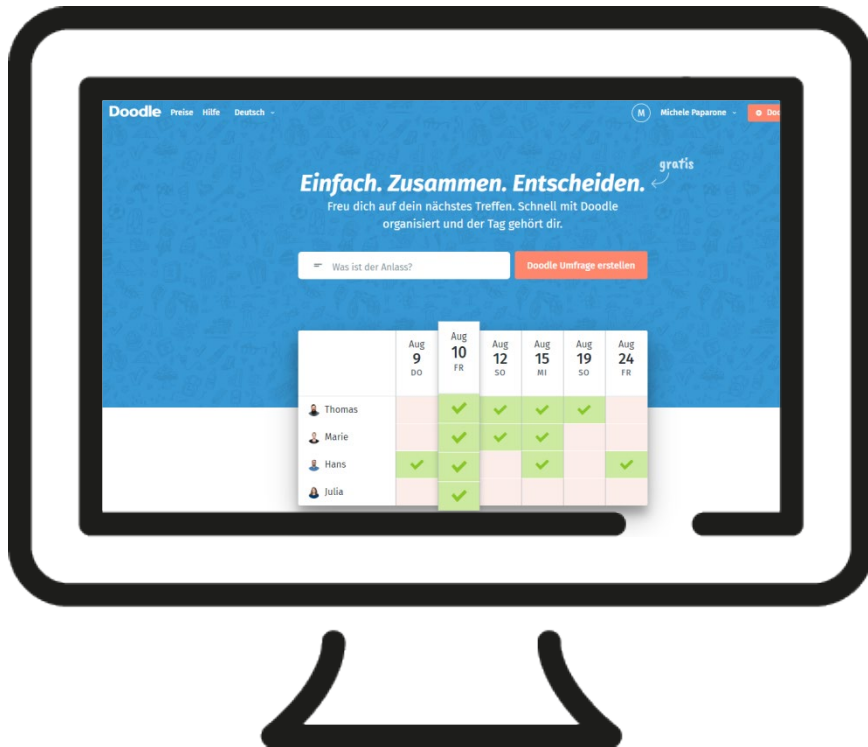 Doodle Preise Hilfe Deutsch
M Michele Paparone
gratis
Einfach. Zusammen. Entscheiden.
Freu dich auf dein nächstes Treffen. Schnell mit Doodle
organisiert und der Tag gehört dir.
Was ist der Anlass? Doodle Umfrage erstellen
Aug Aug Aug Aug Aug Aug
9 10 12 15 19 24
DO FR SO MI SO FR
Thomas
Marie
Hans
Julia